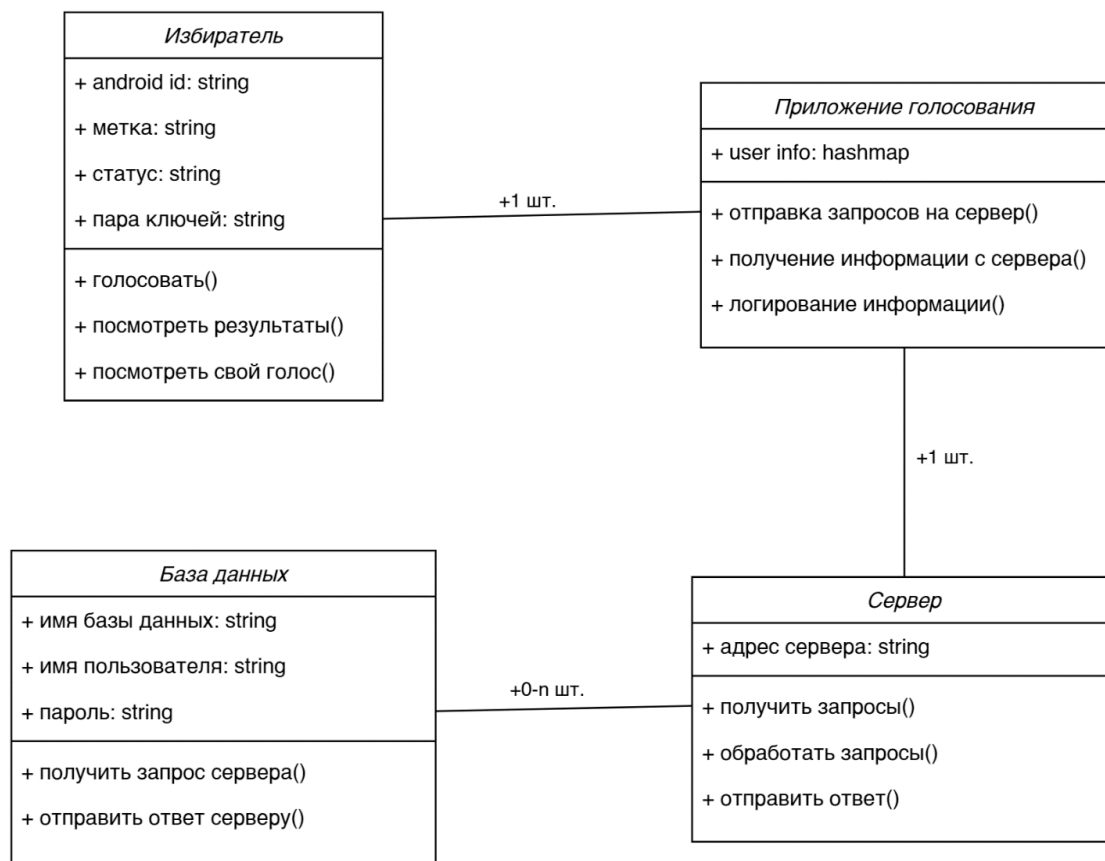 Избиратель
+ android id: string
+ метка: string
+ статус: string
+ пара ключей: string
+ голосовать()
+ посмотреть результаты()
+ посмотреть свой голос()
+1 шт.
Приложение голосования
+ user info: hashmap
+ отправка запросов на сервер()
+ получение информации с сервера()
+ логирование информации()
+1 шт.
База данных
+ имя базы данных: string
+ имя пользователя: string
+ пароль: string
+ получить запрос сервера()
+ отправить ответ серверу()
+0-n шт.
Сервер
+ адрес сервера: string
+ получить запросы()
+ обработать запросы()
+ отправить ответ()